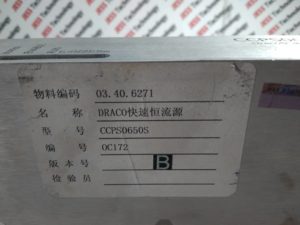 物料编码 03.40.6271
名 称 DRACO快速恒流源
型 号 CCPS0650S
编 号 OC172
版本号 B
检验员